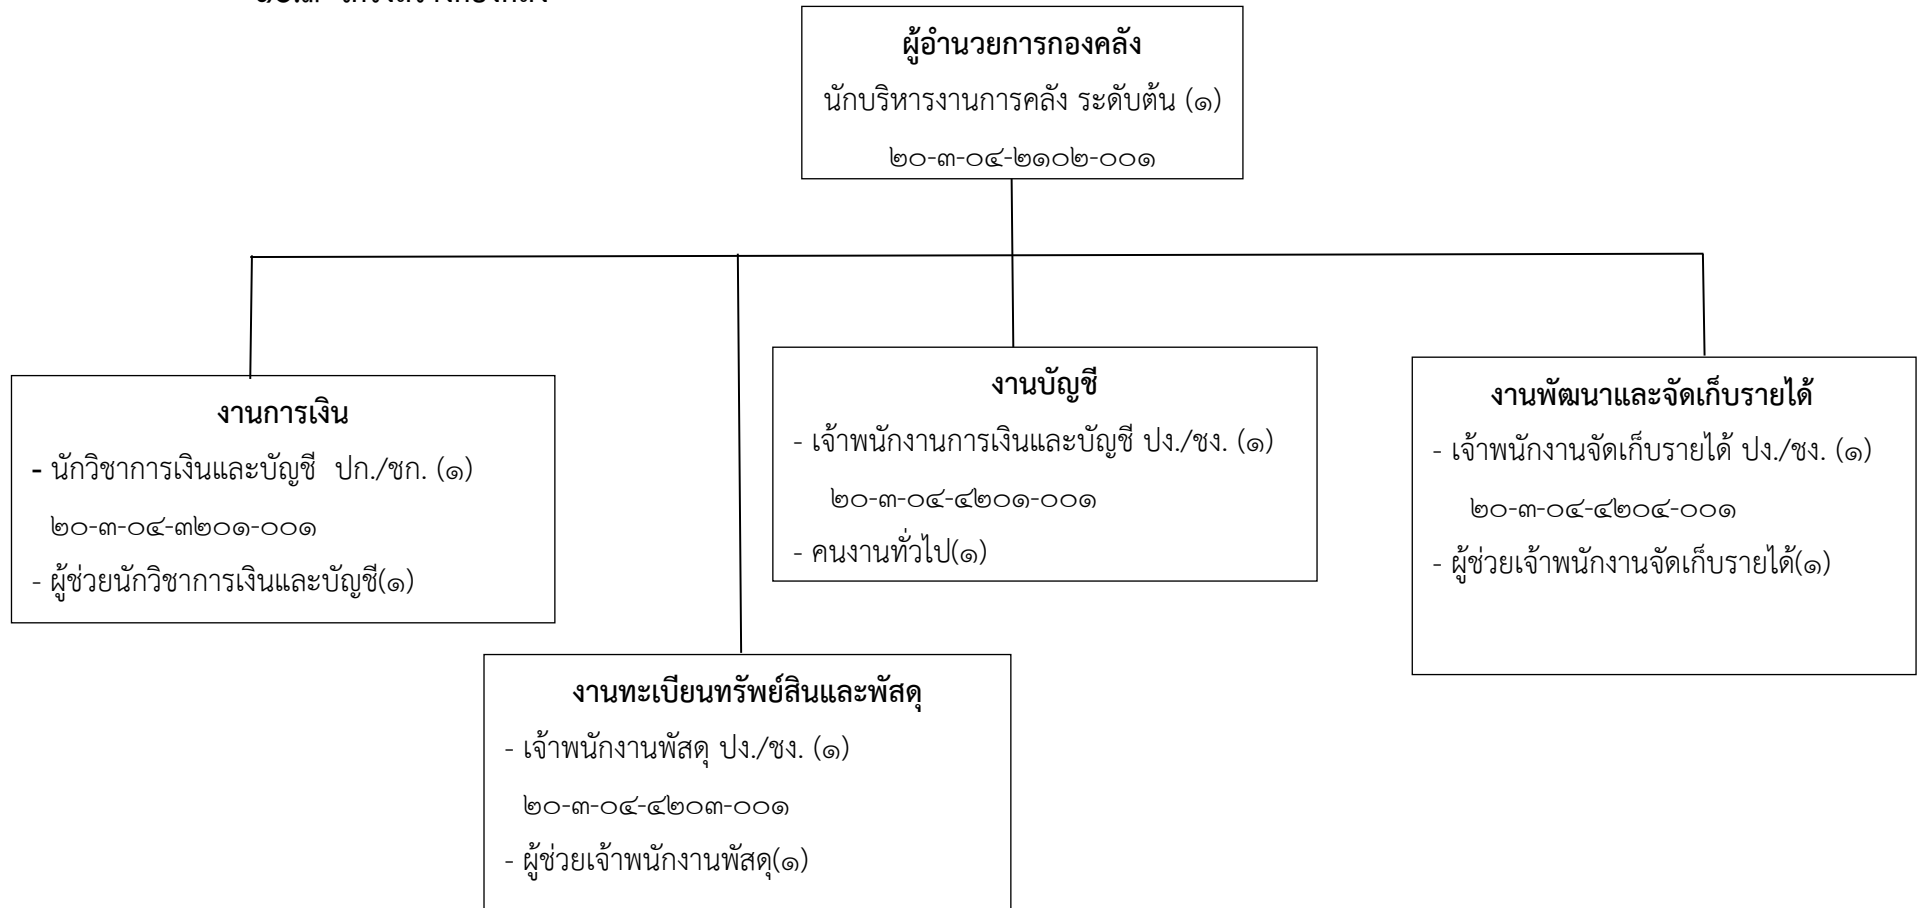 ผู้อำนวยการกองคลัง
นักบริหารงานการคลัง ระดับต้น (๑)
๒๐-๓-๐๔-๒๑๐๒-๐๐๑
งานการเงิน
- นักวิชาการเงินและบัญชี ปก./ชก. (๑)
๒๐-๓-๐๔-๓๒๐๑-๐๐๑
- ผู้ช่วยนักวิชาการเงินและบัญชี(๑)
งานทะเบียนทรัพย์สินและพัสดุ
- เจ้าพนักงานพัสดุ ปง./ชง. (๑)
๒๐-๓-๐๔-๔๒๐๓-๐๐๑
- ผู้ช่วยเจ้าพนักงานพัสดุ(๑)
งานบัญชี
- เจ้าพนักงานการเงินและบัญชี ปง./ชง. (๑)
๒๐-๓-๐๔-๔๒๐๑-๐๐๑
- คนงานทั่วไป(๑)
งานพัฒนาและจัดเก็บรายได้
- เจ้าพนักงานจัดเก็บรายได้ ปง./ชง. (๑)
๒๐-๓-๐๔-๔๒๐๔-๐๐๑
- ผู้ช่วยเจ้าพนักงานจัดเก็บรายได้(๑)